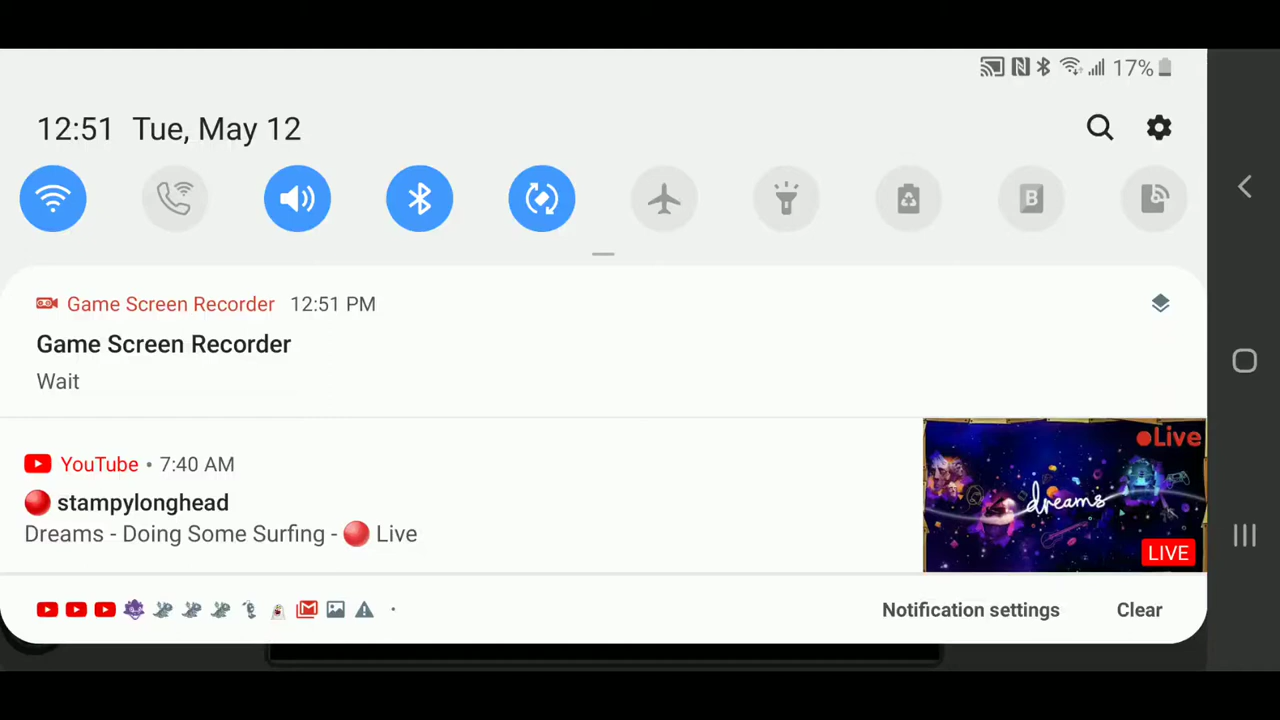 17%
12:51 Tue, May 12
B
Game Screen Recorder 12:51 PM
Game Screen Recorder
Wait
YouTube • 7:40 AM
stampylonghead
Dreams - Doing Some Surfing - 🔴 Live
Live
dreams
LIVE
Notification settings Clear